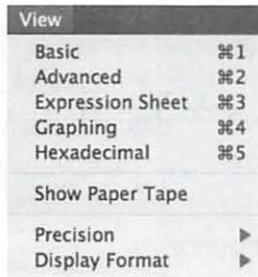 View
Basic ⌘1
Advanced ⌘2
Expression Sheet ⌘3
Graphing ⌘4
Hexadecimal ⌘5
Show Paper Tape
Precision ▶
Display Format ▶